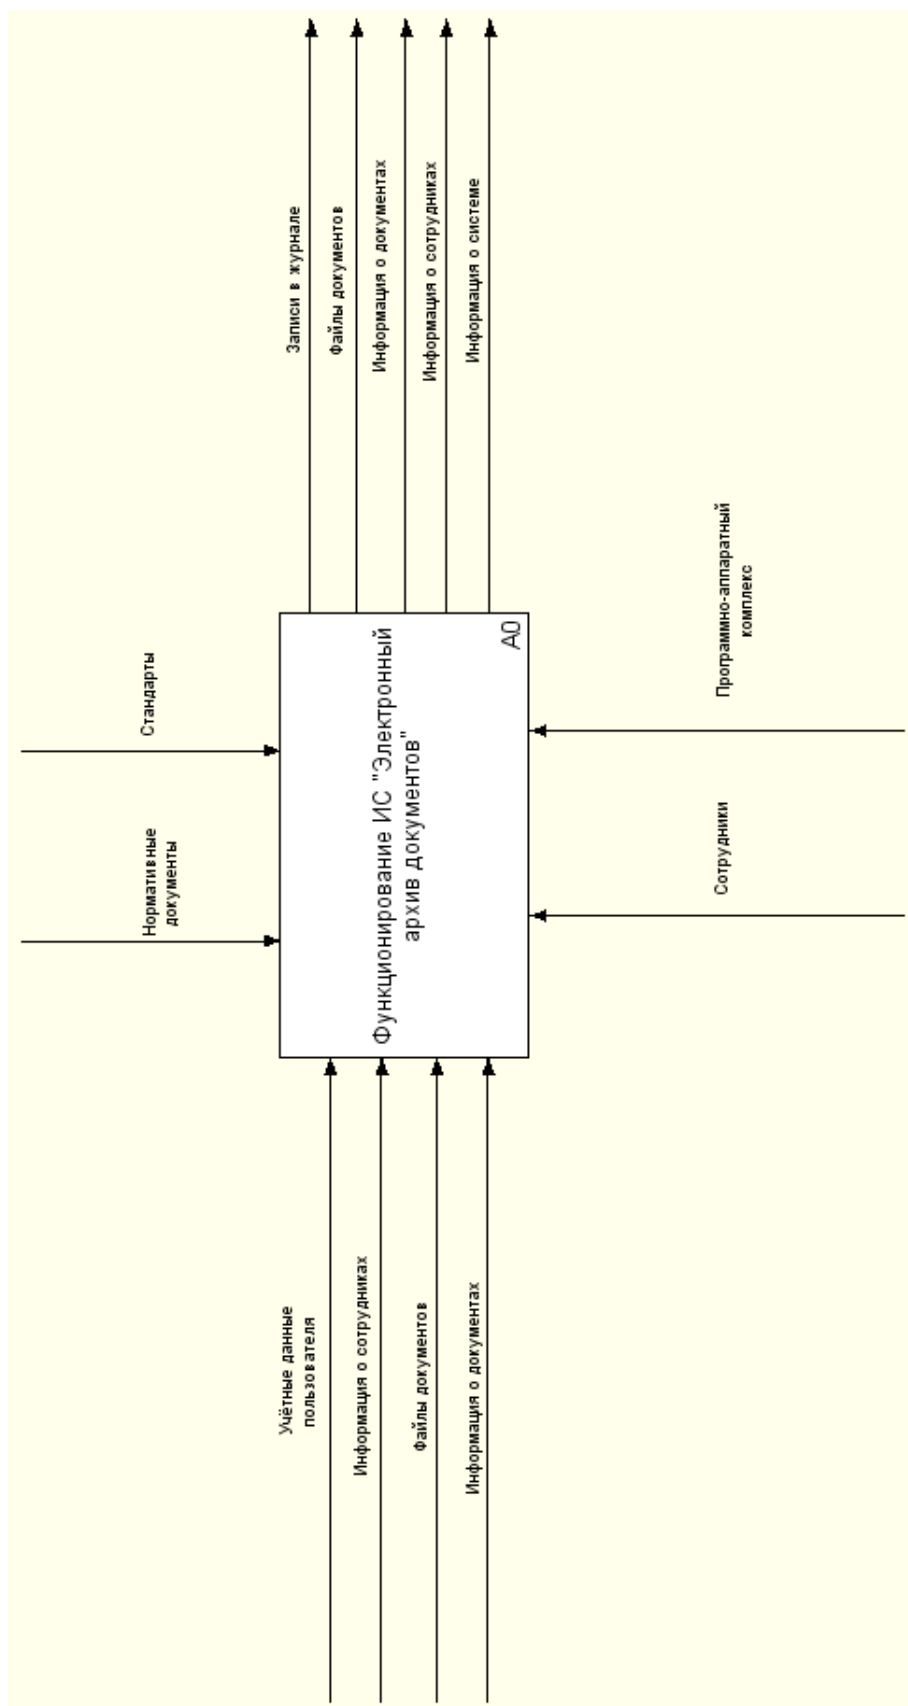 Нормативные
документы
Стандарты
Учётные данные
пользователя
Информация о сотрудниках
Файлы документов
Информация о документах
Функционирование ИС "Электронный
архив документов"
A0
Записи в журнале
Файлы документов
Информация о документах
Информация о сотрудниках
Информация о системе
Сотрудники
Программно-аппаратный
комплекс